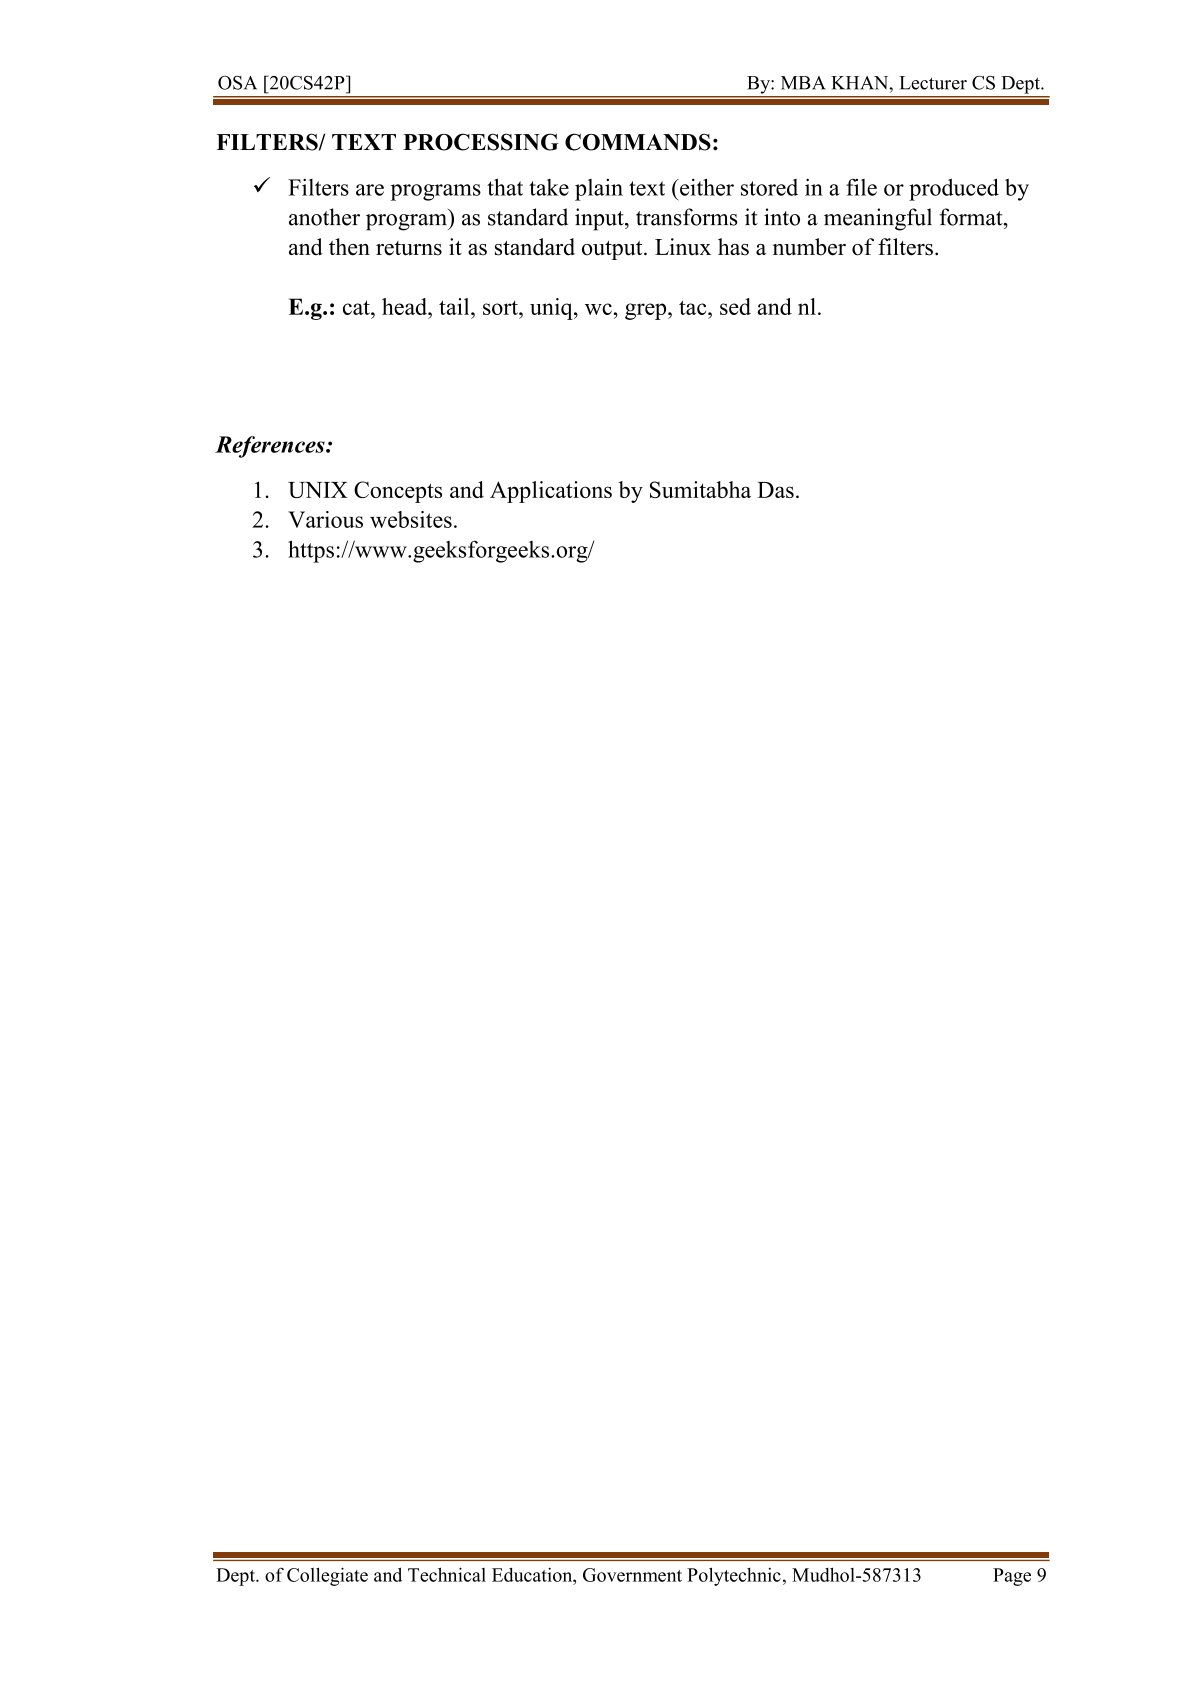 OSA [20CS42P] By: MBA KHAN, Lecturer CS Dept.
FILTERS/ TEXT PROCESSING COMMANDS:
✓ Filters are programs that take plain text (either stored in a file or produced by
another program) as standard input, transforms it into a meaningful format,
and then returns it as standard output. Linux has a number of filters.
E.g.: cat, head, tail, sort, uniq, wc, grep, tac, sed and nl.
References:
1. UNIX Concepts and Applications by Sumitabha Das.
2. Various websites.
3. https://www.geeksforgeeks.org/
Dept. of Collegiate and Technical Education, Government Polytechnic, Mudhol-587313 Page 9